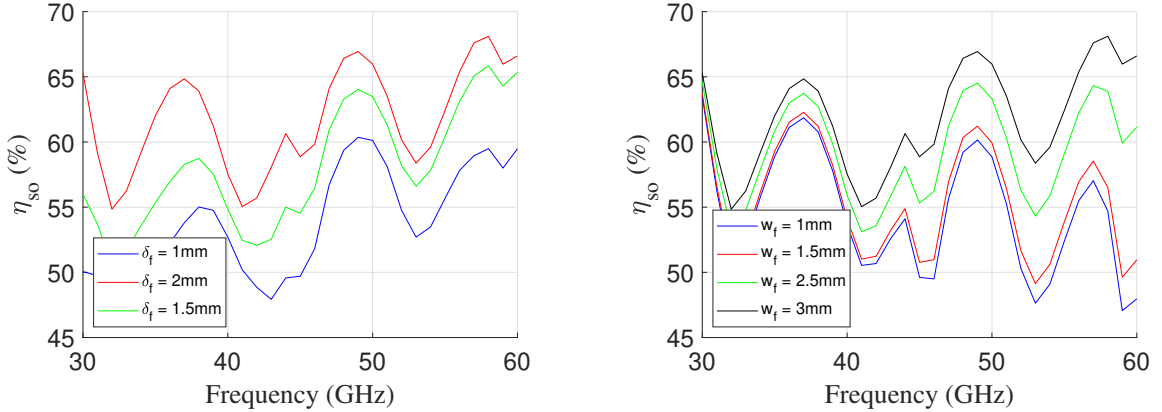 70
65
60
55
50
45
η_so (%)
δ_f = 1mm
δ_f = 2mm
δ_f = 1.5mm
30 40 50 60
Frequency (GHz)
70
65
60
55
50
45
η_so (%)
w_f = 1mm
w_f = 1.5mm
w_f = 2.5mm
w_f = 3mm
30 40 50 60
Frequency (GHz)